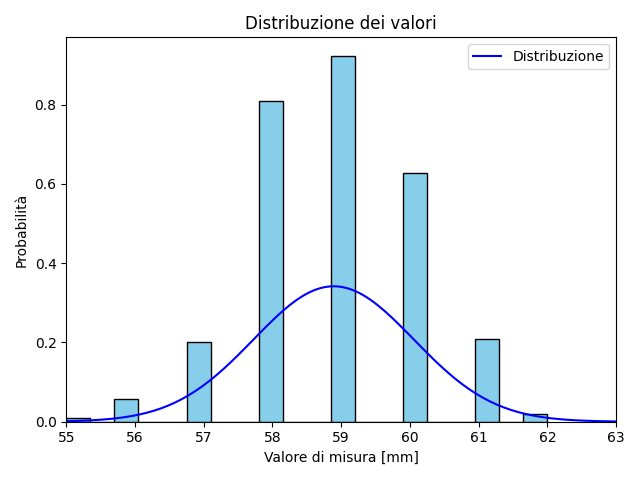 Distribuzione dei valori
Distribuzione
Probabilità
0.8
0.6
0.4
0.2
0.0
55 56 57 58 59 60 61 62 63
Valore di misura [mm]